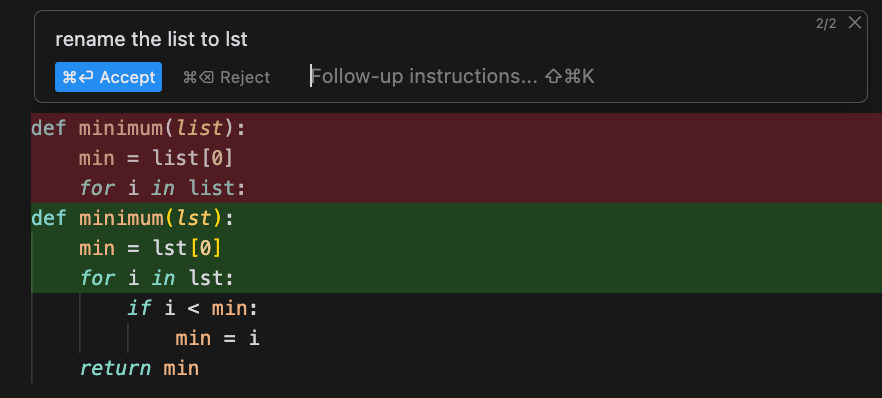 2/2
rename the list to lst
⌘⏎ Accept ⌘⌫ Reject Follow-up instructions... ⇧⌘K
def minimum(list):
    min = list[0]
    for i in list:
def minimum(lst):
    min = lst[0]
    for i in lst:
        if i < min:
            min = i
    return min